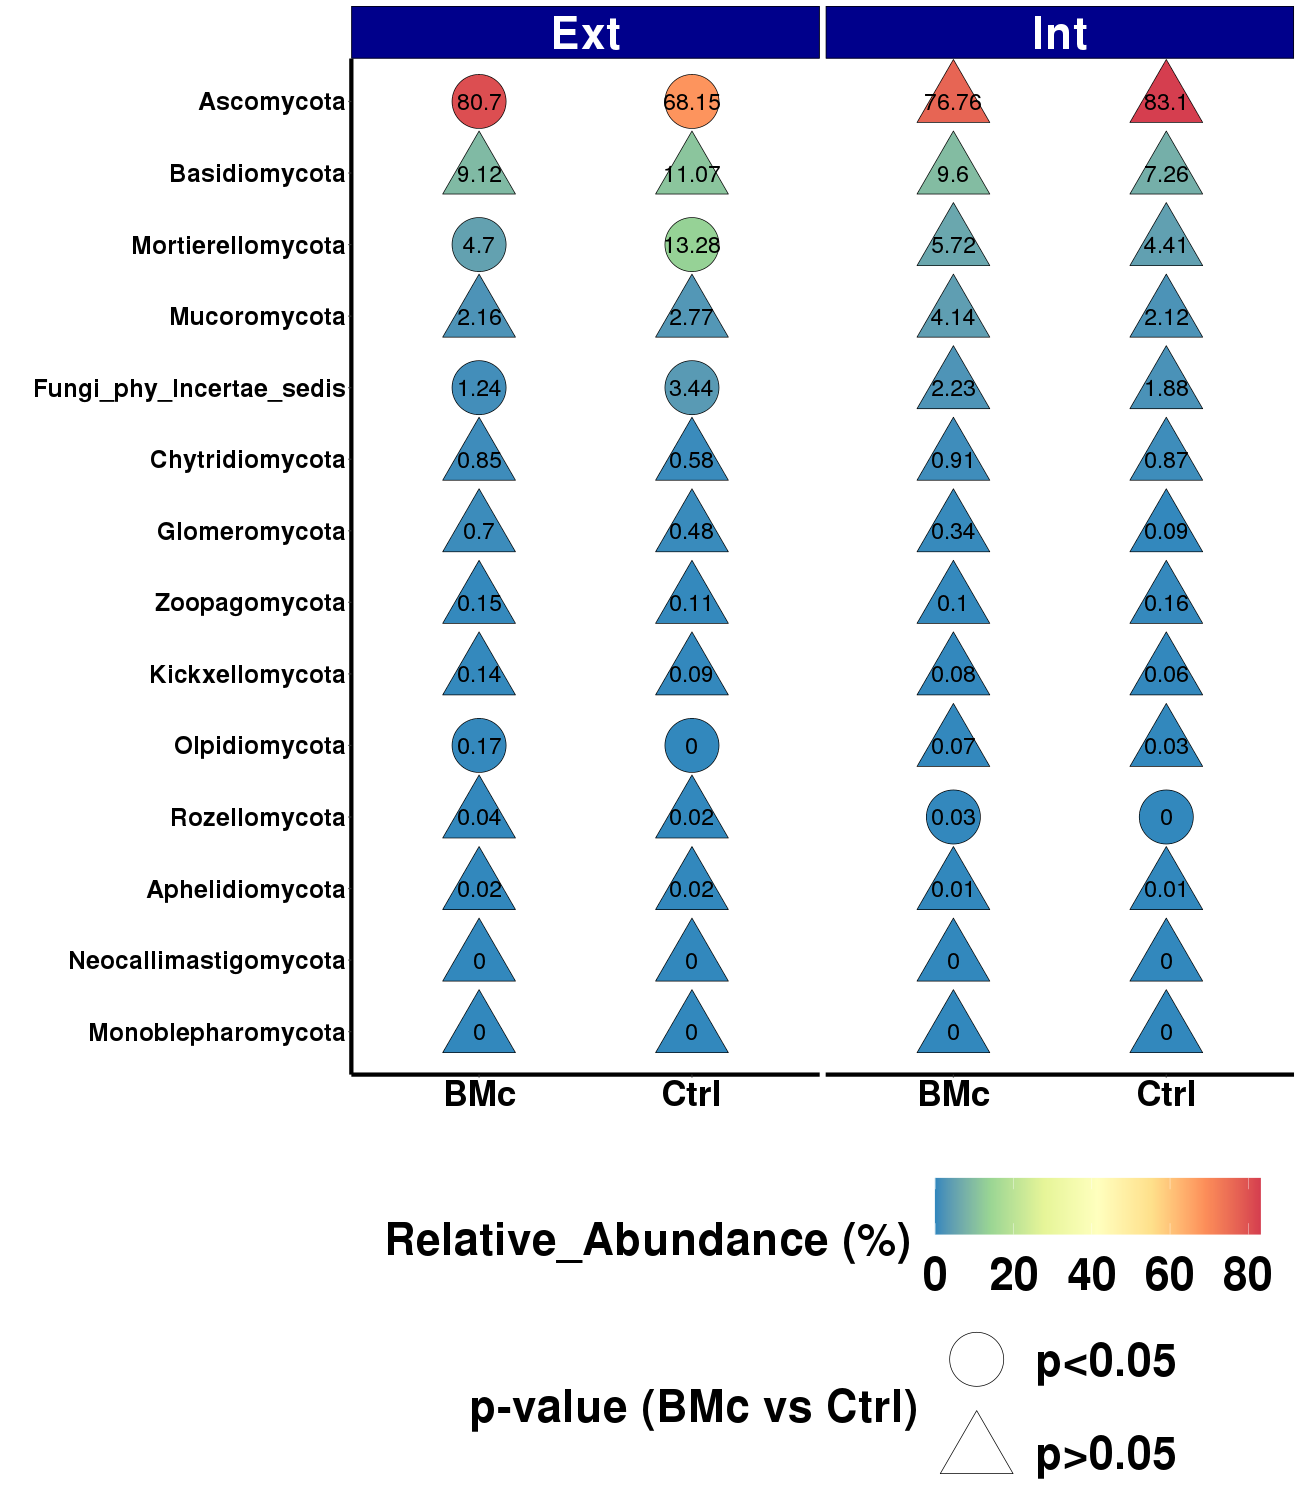 Ext Int
Ascomycota 80.7 68.15 76.76 83.1
Basidiomycota 9.12 11.07 9.6 7.26
Mortierellomycota 4.7 13.28 5.72 4.41
Mucoromycota 2.16 2.77 4.14 2.12
Fungi_phy_Incertae_sedis 1.24 3.44 2.23 1.88
Chytridiomycota 0.85 0.58 0.91 0.87
Glomeromycota 0.7 0.48 0.34 0.09
Zoopagomycota 0.15 0.11 0.1 0.16
Kickxellomycota 0.14 0.09 0.08 0.06
Olpidiomycota 0.17 0 0.07 0.03
Rozellomycota 0.04 0.02 0.03 0
Aphelidiomycota 0.02 0.02 0.01 0.01
Neocallimastigomycota 0 0 0 0
Monoblepharomycota 0 0 0 0
BMc Ctrl BMc Ctrl
Relative_Abundance (%)
0 20 40 60 80
p-value (BMc vs Ctrl)
p<0.05
p>0.05